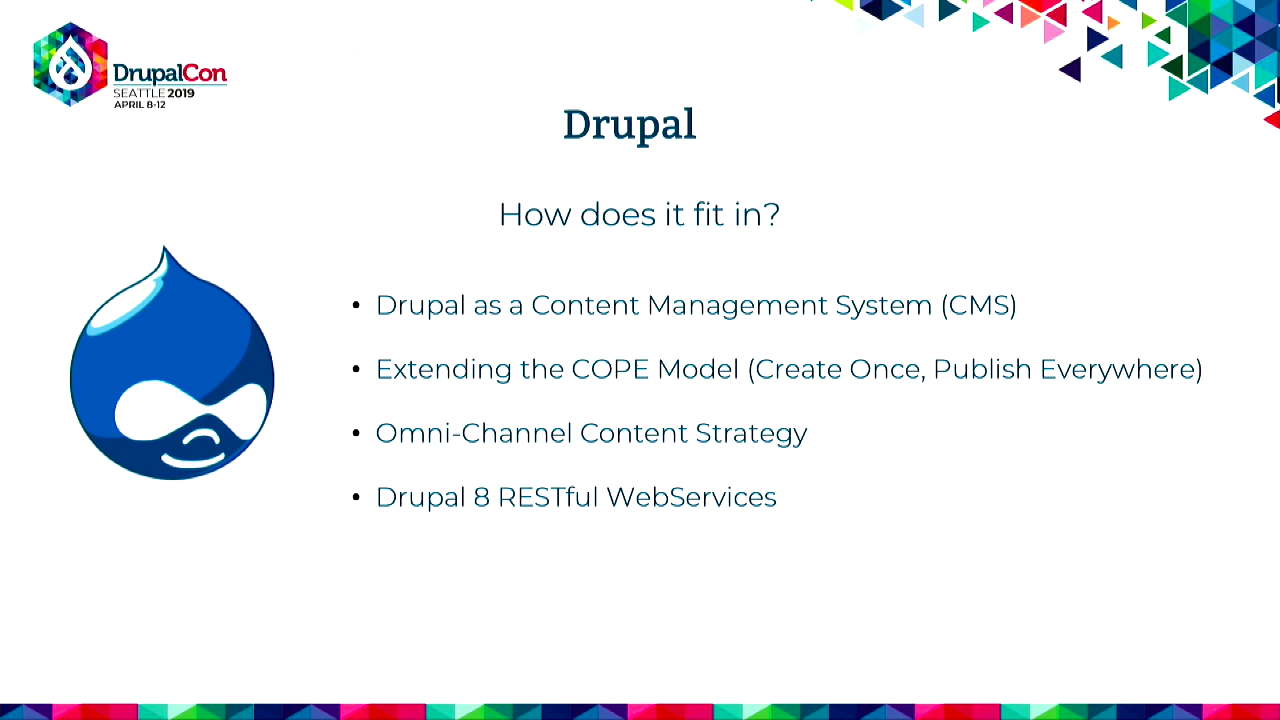 DrupalCon
SEATTLE 2019
APRIL 8-12
Drupal
How does it fit in?
• Drupal as a Content Management System (CMS)
• Extending the COPE Model (Create Once, Publish Everywhere)
• Omni-Channel Content Strategy
• Drupal 8 RESTful WebServices